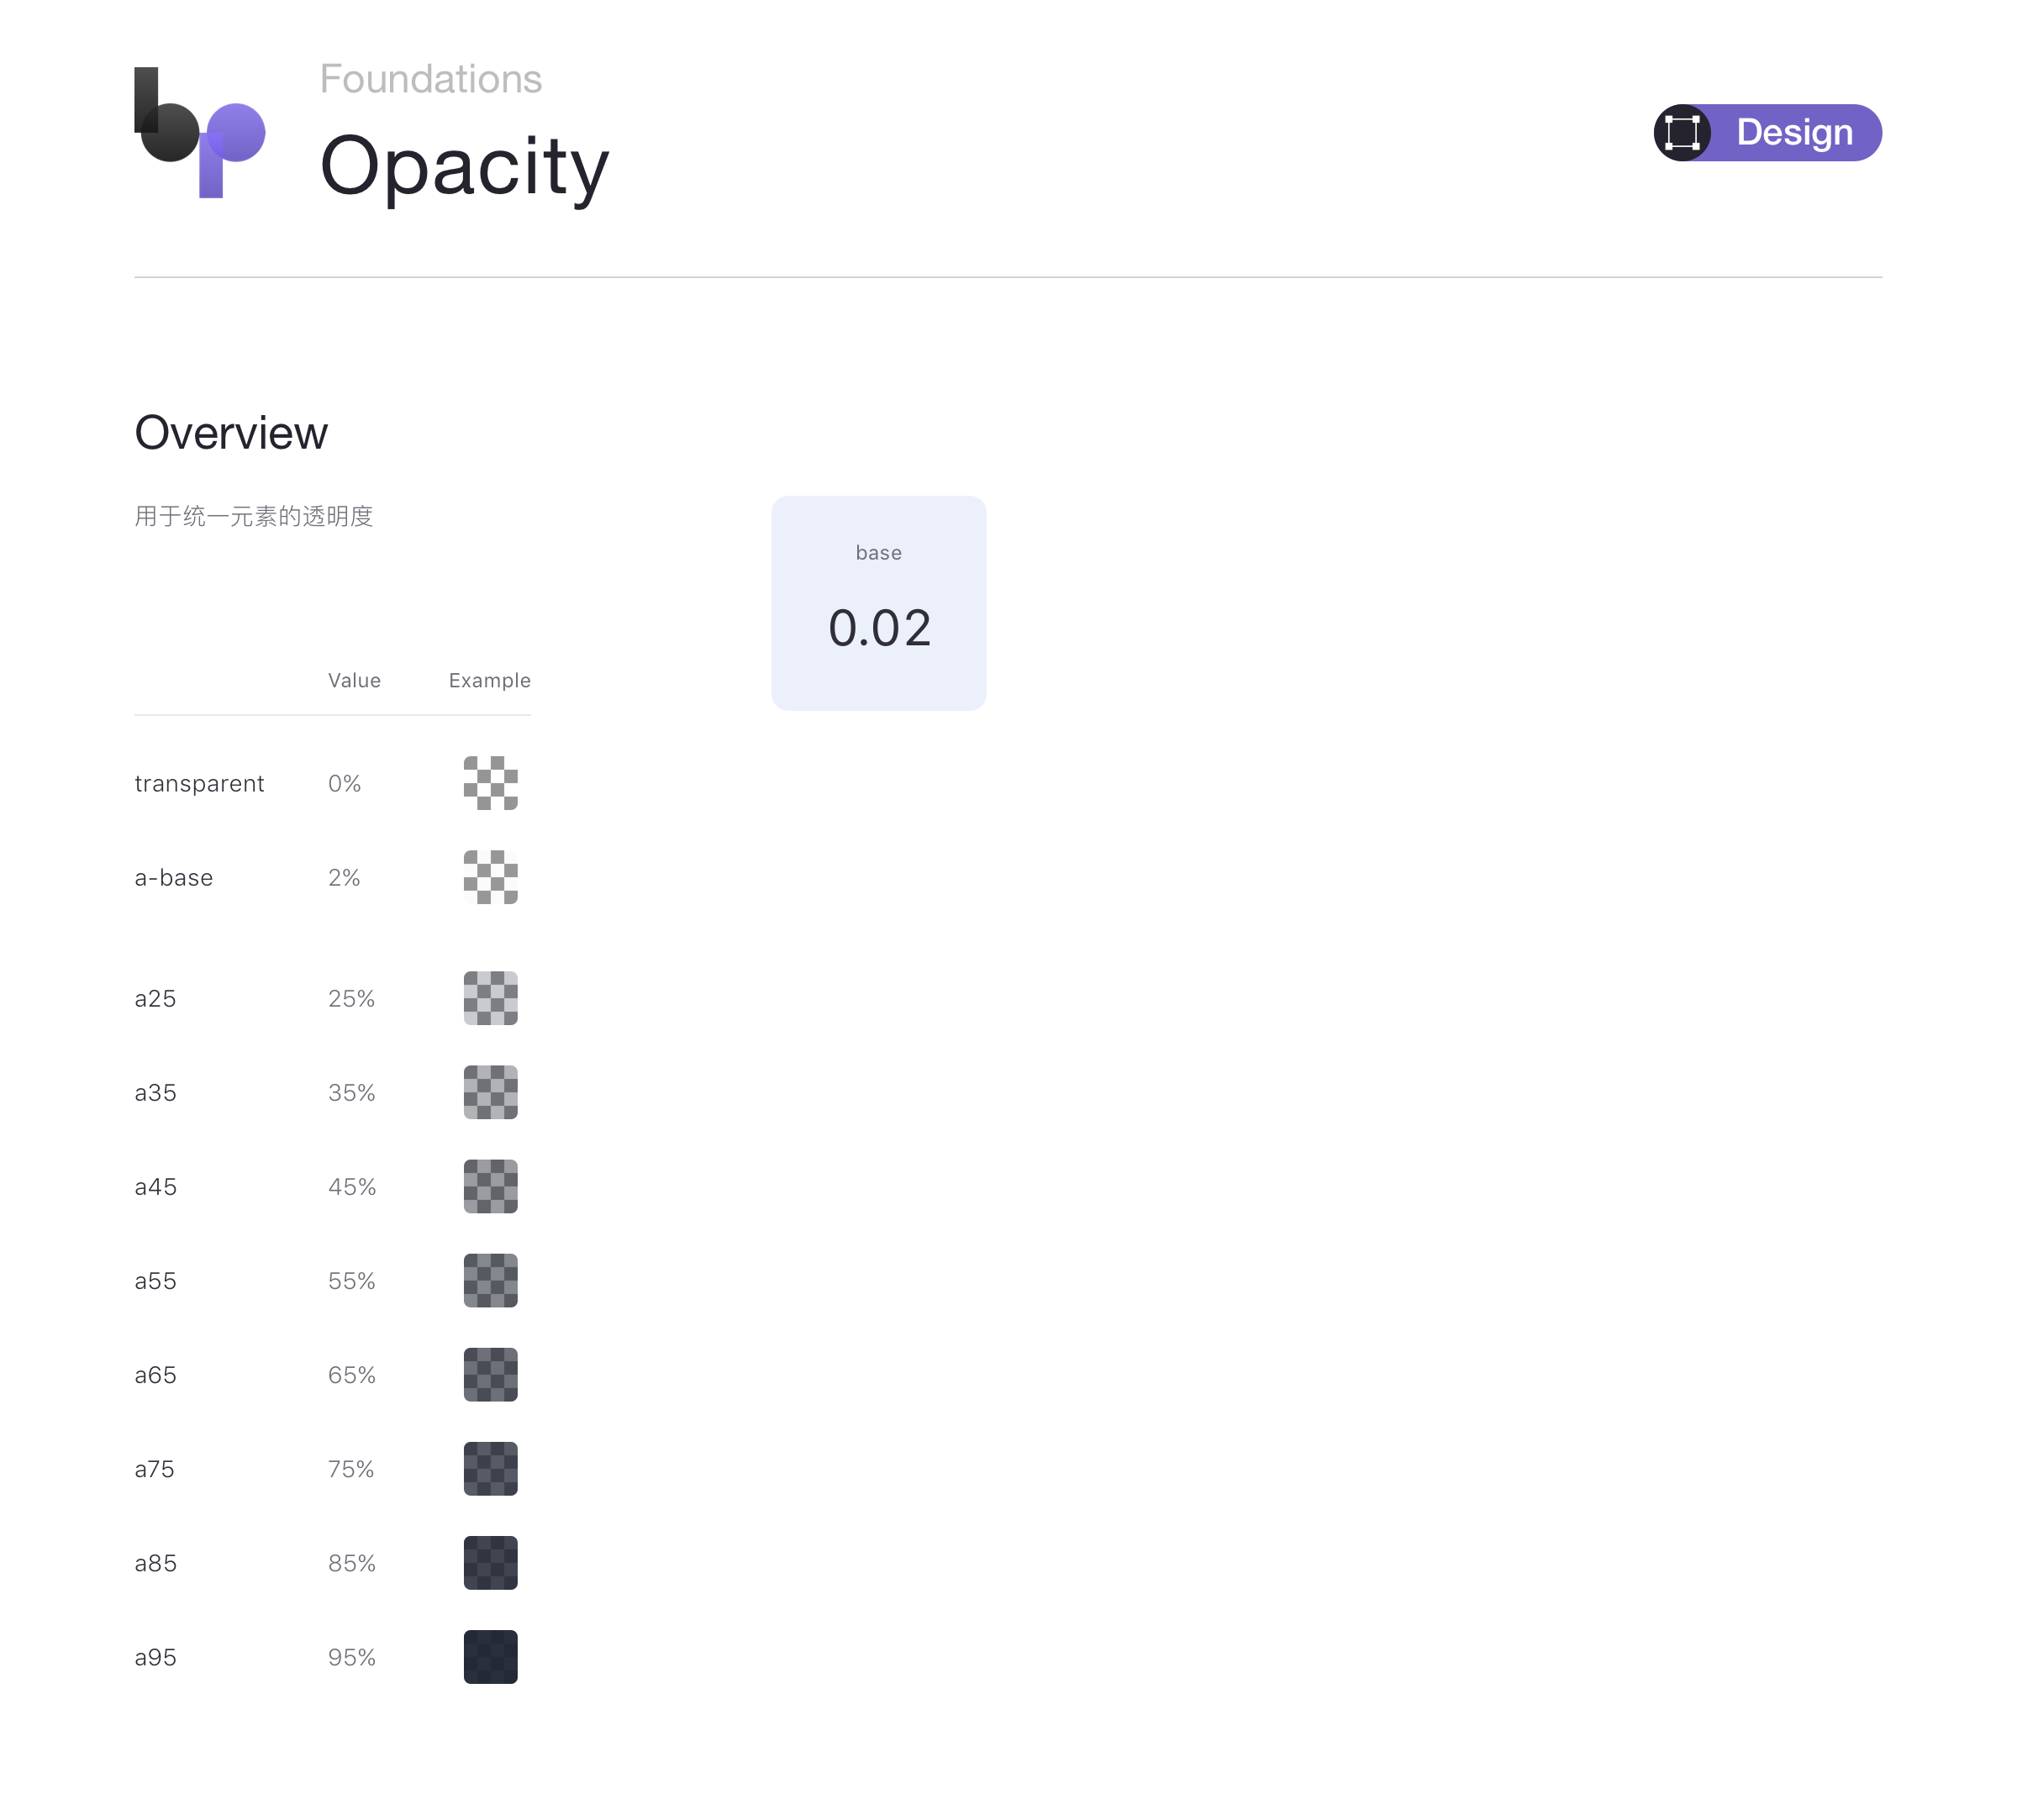 bp
Foundations
Opacity
Design
Overview
用于统一元素的透明度
base
0.02
Value Example
transparent 0%
a-base 2%
a25 25%
a35 35%
a45 45%
a55 55%
a65 65%
a75 75%
a85 85%
a95 95%